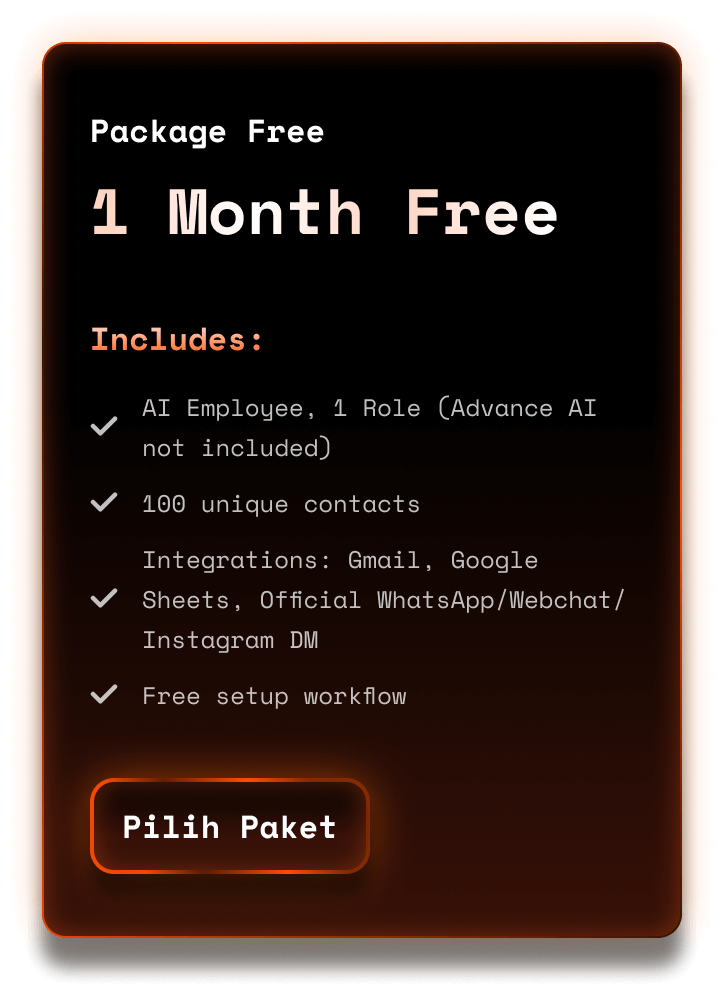 Package Free
1 Month Free
Includes:
AI Employee, 1 Role (Advance AI
not included)
100 unique contacts
Integrations: Gmail, Google
Sheets, Official WhatsApp/Webchat/
Instagram DM
Free setup workflow
Pilih Paket